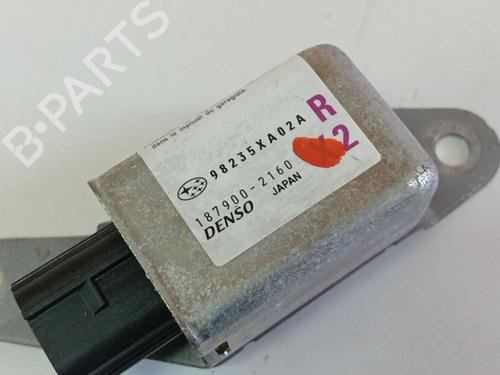 B-PARTS
dans le manuel du garagiste.
98235XA02A
R
187900-2160
2
DENSO
JAPAN